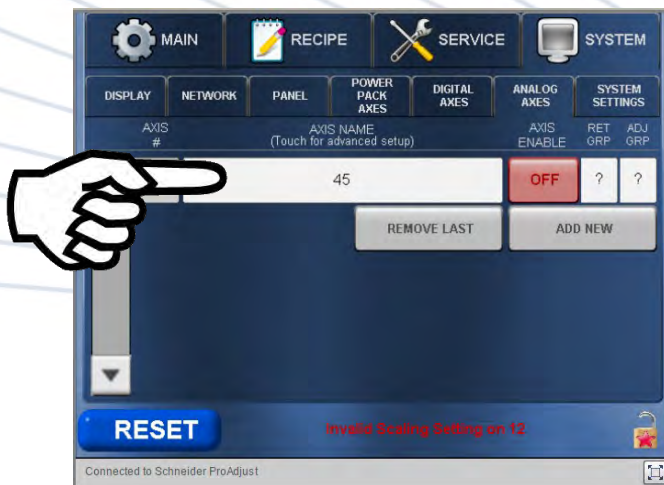 MAIN RECIPE SERVICE SYSTEM
DISPLAY NETWORK PANEL POWER PACK AXES DIGITAL AXES ANALOG AXES SYSTEM SETTINGS
AXIS # AXIS NAME (Touch for advanced setup) AXIS ENABLE RET GRP ADJ GRP
45 OFF ? ?
REMOVE LAST ADD NEW
RESET Invalid Scaling Setting on 12
Connected to Schneider ProAdjust